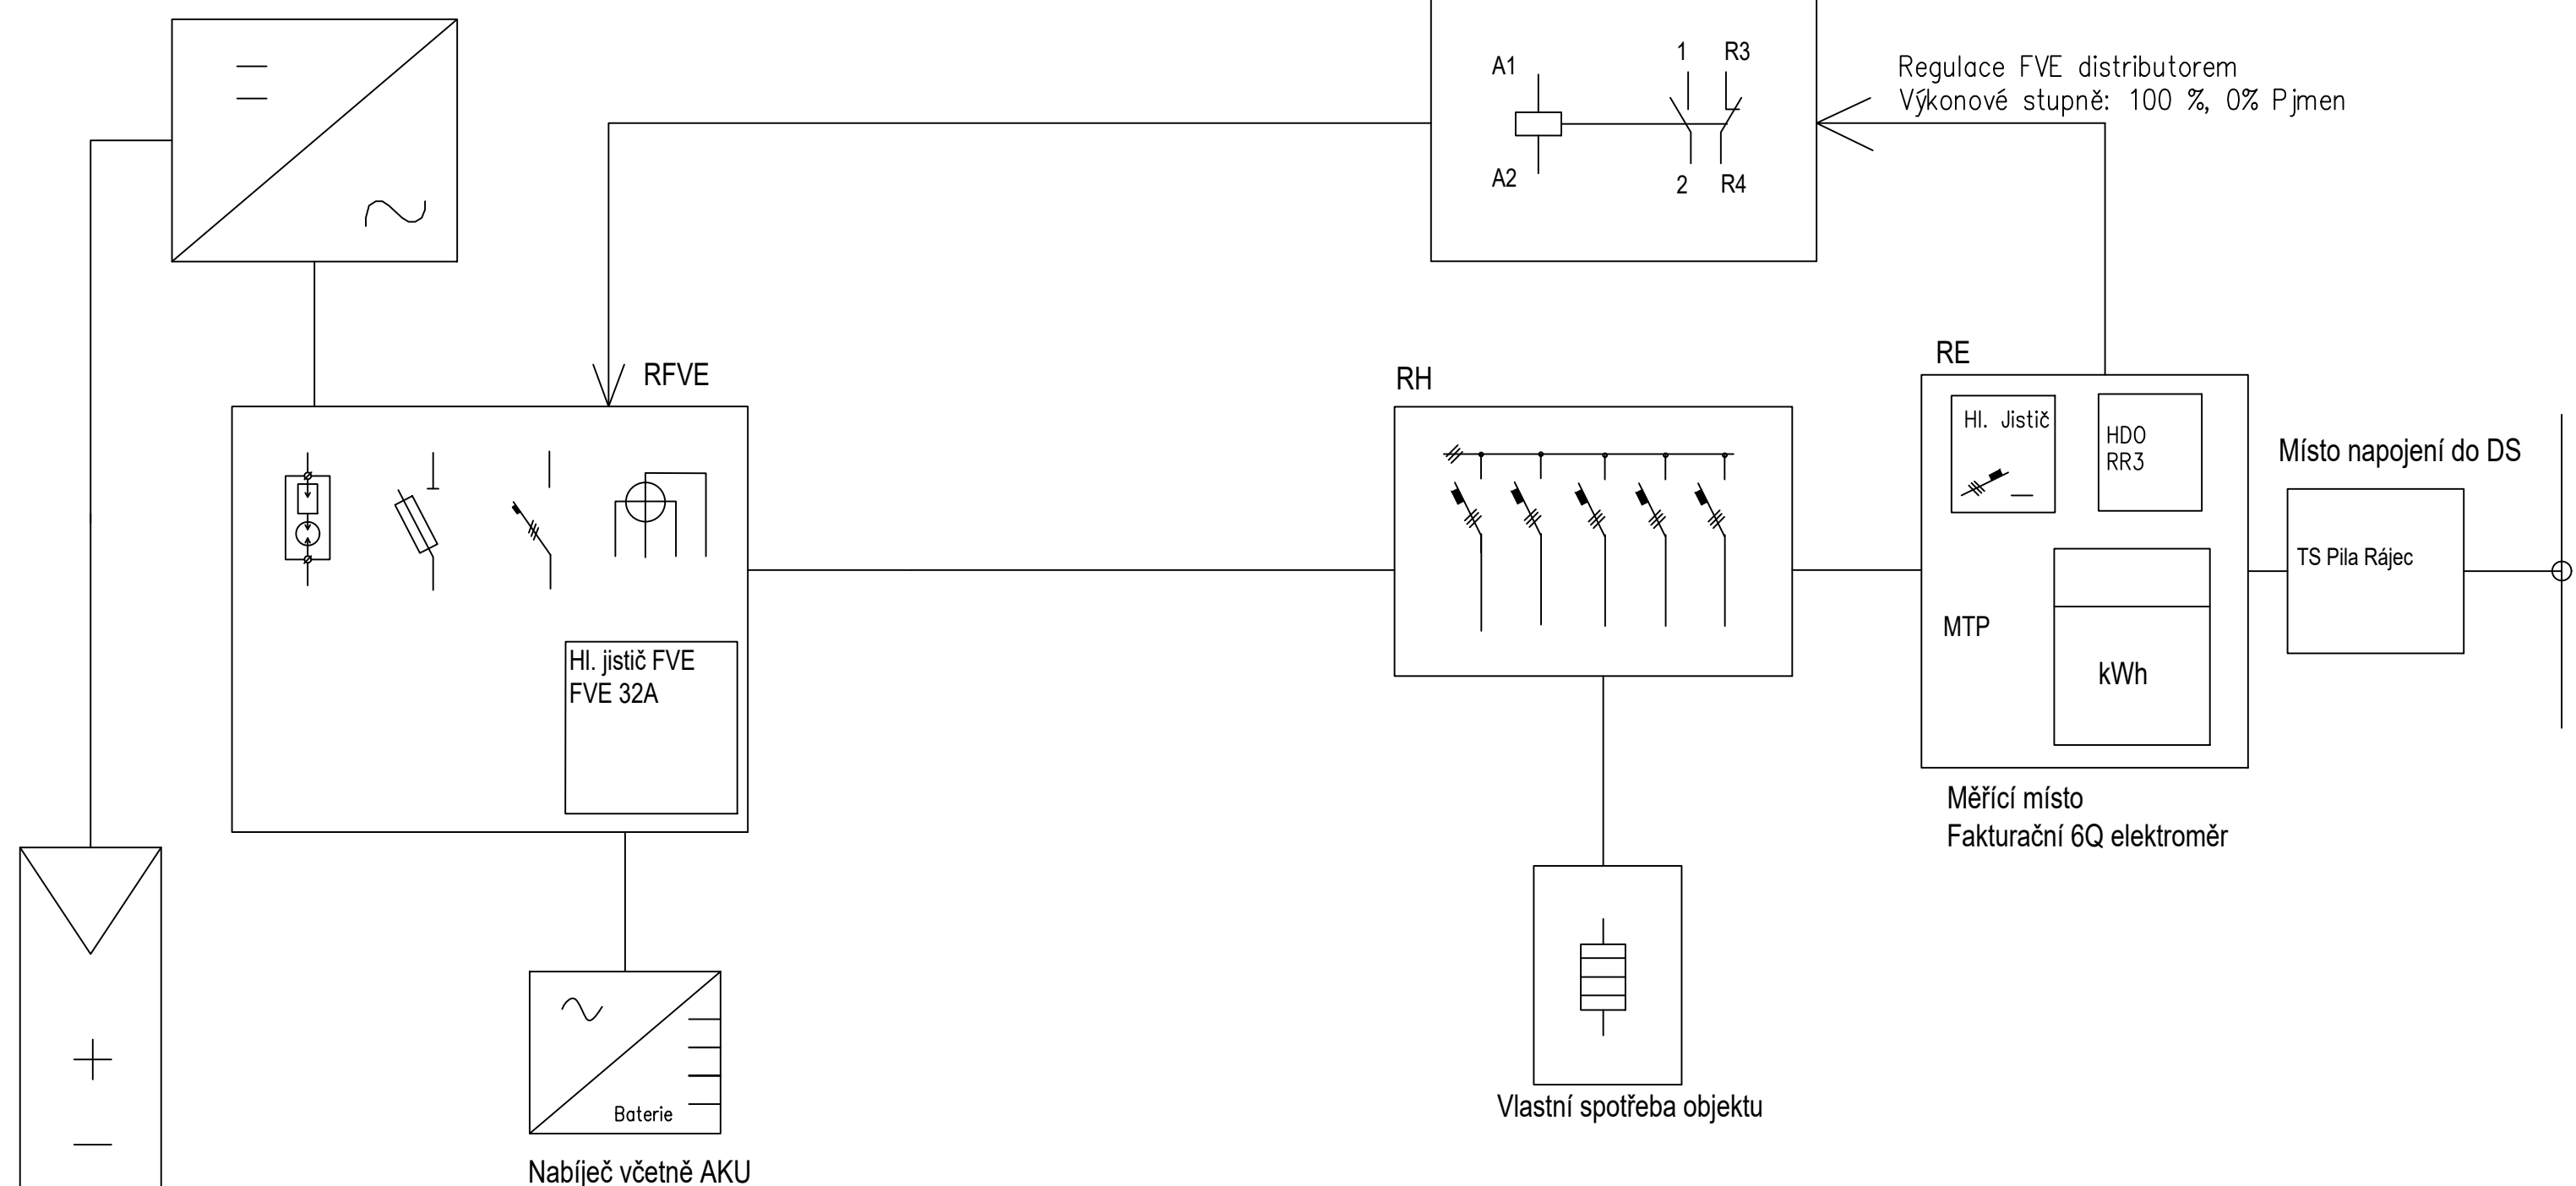 A1
1
R3
A2
2
R4
Regulace FVE distributorem
Výkonové stupně: 100 %, 0% Pjmen
RFVE
RH
RE
Hl. Jistič
HDO
RR3
Místo napojení do DS
TS Pila Rájec
MTP
kWh
Hl. jistič FVE
FVE 32A
Měřící místo
Fakturační 6Q elektroměr
Baterie
Vlastní spotřeba objektu
Nabíječ včetně AKU